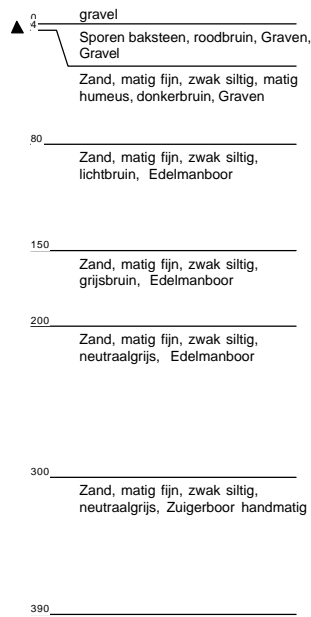 gravel
0
4
Sporen baksteen, roodbruin, Graven,
Gravel
Zand, matig fijn, zwak siltig, matig
humeus, donkerbruin, Graven
80
Zand, matig fijn, zwak siltig,
lichtbruin, Edelmanboor
150
Zand, matig fijn, zwak siltig,
grijsbruin, Edelmanboor
200
Zand, matig fijn, zwak siltig,
neutraalgrijs, Edelmanboor
300
Zand, matig fijn, zwak siltig,
neutraalgrijs, Zuigerboor handmatig
390